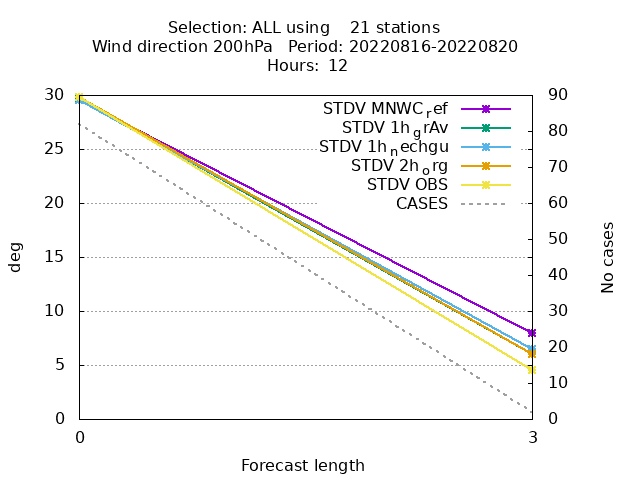 Selection: ALL using    21 stations
Wind direction 200hPa   Period: 20220816-20220820
Hours: 12
30
25
20
15
10
5
0
deg
90
80
70
60
50
40
30
20
10
0
No cases
STDV MNWC_ref
STDV 1h_grAv
STDV 1h_nechgu
STDV 2h_org
STDV OBS
CASES
0
3
Forecast length